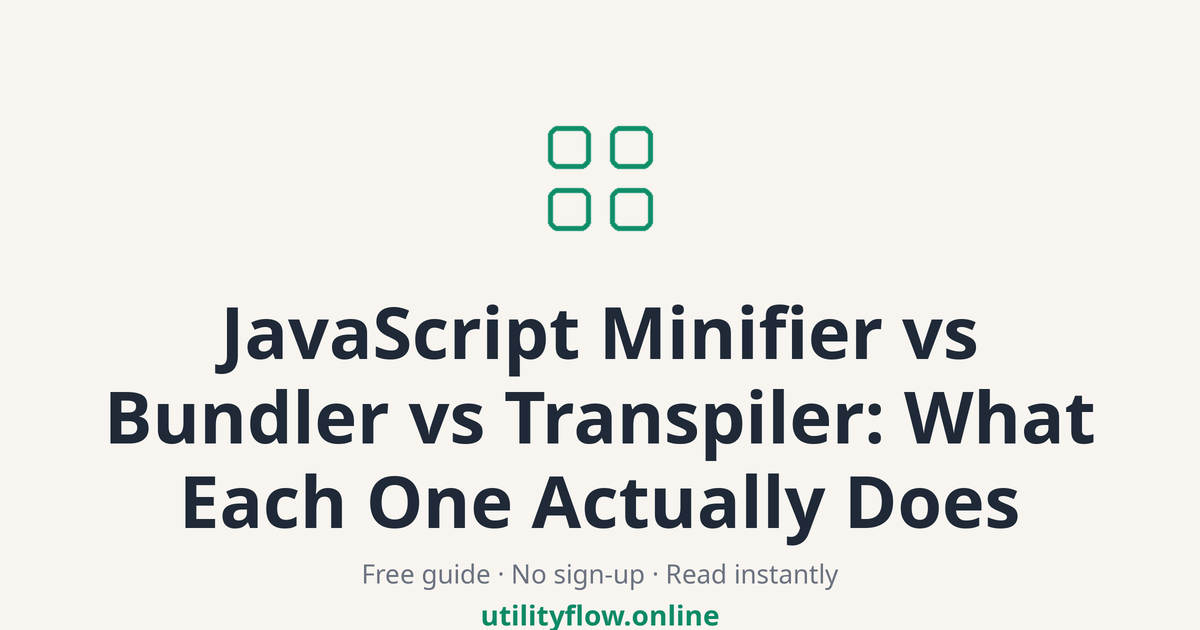 JavaScript Minifier vs
Bundler vs Transpiler: What
Each One Actually Does
Free guide · No sign-up · Read instantly
utilityflow.online